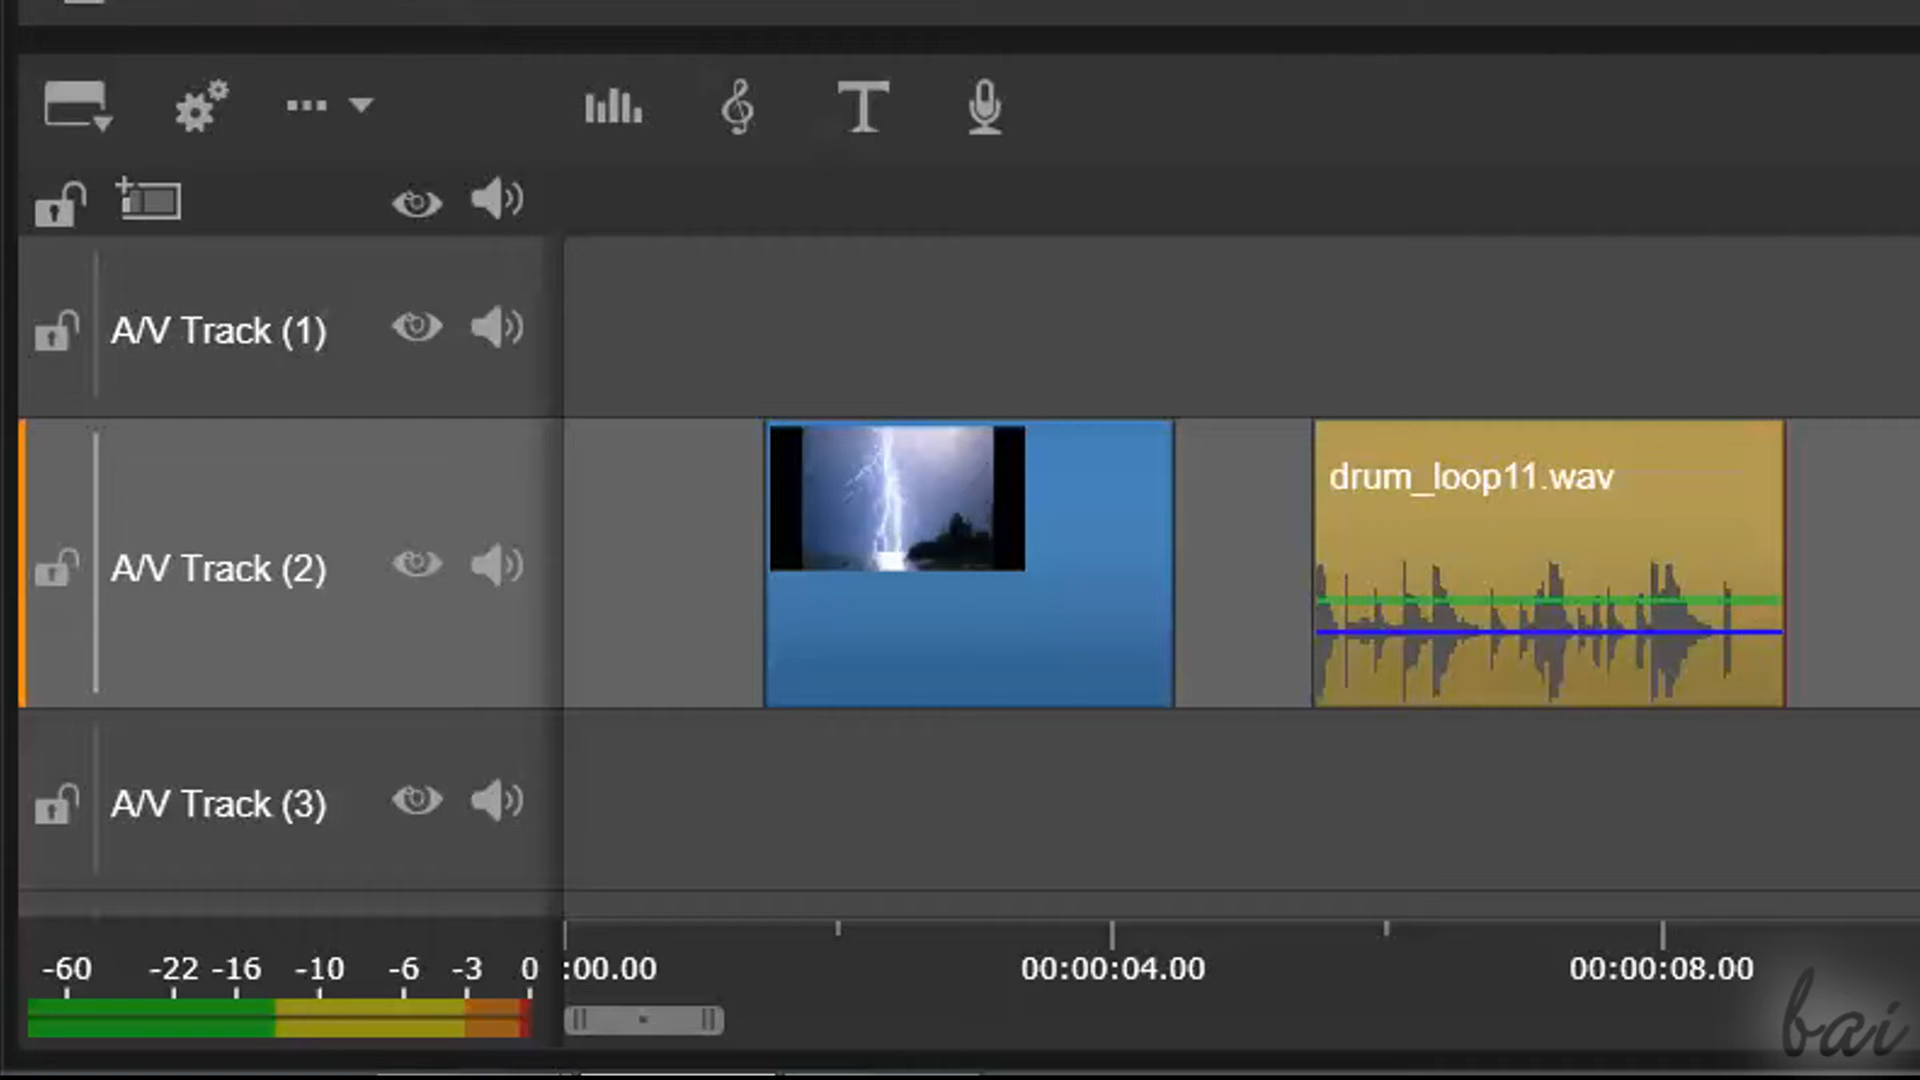 A/V Track (1)
drum_loop11.wav
A/V Track (2)
A/V Track (3)
-60 -22 -16 -10 -6 -3 0 :00.00 00:00:04.00 00:00:08.00
bai